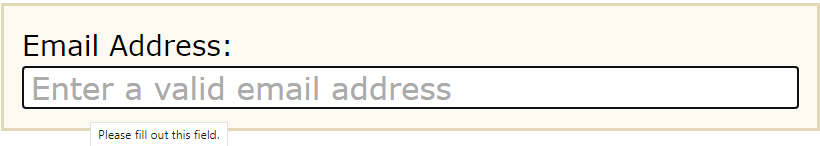 Email Address:
Enter a valid email address
Please fill out this field.